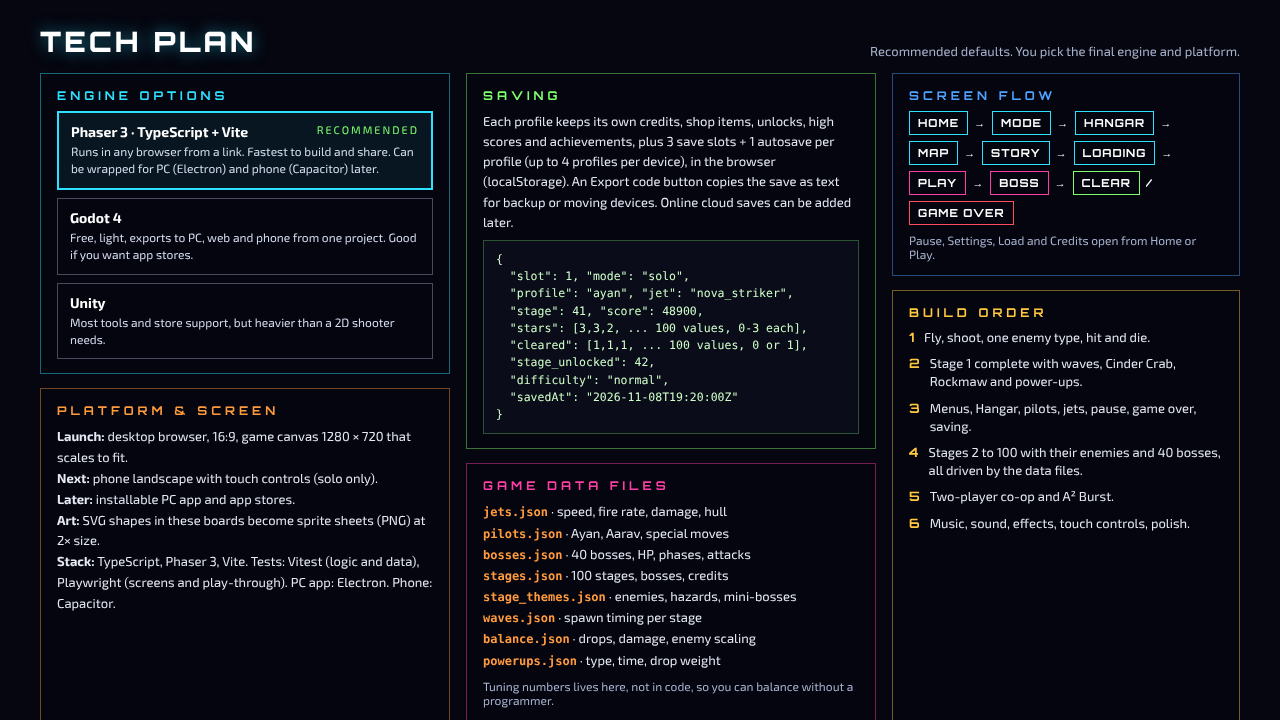 TECH PLAN
Recommended defaults. You pick the final engine and platform.
ENGINE OPTIONS
Phaser 3 · TypeScript + Vite
RECOMMENDED
Runs in any browser from a link. Fastest to build and share. Can
be wrapped for PC (Electron) and phone (Capacitor) later.
Godot 4
Free, light, exports to PC, web and phone from one project. Good
if you want app stores.
Unity
Most tools and store support, but heavier than a 2D shooter
needs.
PLATFORM & SCREEN
Launch: desktop browser, 16:9, game canvas 1280 × 720 that
scales to fit.
Next: phone landscape with touch controls (solo only).
Later: installable PC app and app stores.
Art: SVG shapes in these boards become sprite sheets (PNG) at
2× size.
Stack: TypeScript, Phaser 3, Vite. Tests: Vitest (logic and data),
Playwright (screens and play-through). PC app: Electron. Phone:
Capacitor.
SAVING
Each profile keeps its own credits, shop items, unlocks, high
scores and achievements, plus 3 save slots + 1 autosave per
profile (up to 4 profiles per device), in the browser
(localStorage). An Export code button copies the save as text
for backup or moving devices. Online cloud saves can be added
later.
{
"slot": 1, "mode": "solo",
"profile": "ayan", "jet": "nova_striker",
"stage": 41, "score": 48900,
"stars": [3,3,2, ... 100 values, 0-3 each],
"cleared": [1,1,1, ... 100 values, 0 or 1],
"stage_unlocked": 42,
"difficulty": "normal",
"savedAt": "2026-11-08T19:20:00Z"
}
GAME DATA FILES
jets.json · speed, fire rate, damage, hull
pilots.json · Ayan, Aarav, special moves
bosses.json · 40 bosses, HP, phases, attacks
stages.json · 100 stages, bosses, credits
stage_themes.json · enemies, hazards, mini-bosses
waves.json · spawn timing per stage
balance.json · drops, damage, enemy scaling
powerups.json · type, time, drop weight
Tuning numbers lives here, not in code, so you can balance without a
programmer.
SCREEN FLOW
HOME → MODE → HANGAR →
MAP → STORY → LOADING →
PLAY → BOSS → CLEAR /
GAME OVER
Pause, Settings, Load and Credits open from Home or
Play.
BUILD ORDER
1 Fly, shoot, one enemy type, hit and die.
2 Stage 1 complete with waves, Cinder Crab,
Rockmaw and power-ups.
3 Menus, Hangar, pilots, jets, pause, game over,
saving.
4 Stages 2 to 100 with their enemies and 40 bosses,
all driven by the data files.
5 Two-player co-op and A² Burst.
6 Music, sound, effects, touch controls, polish.